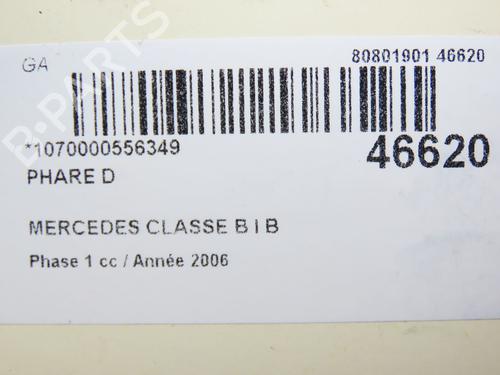 GA
80801901 46620
*1070000556349
46620
PHARE D
MERCEDES CLASSE B I B
Phase 1 cc / Année 2006
B-PARTS